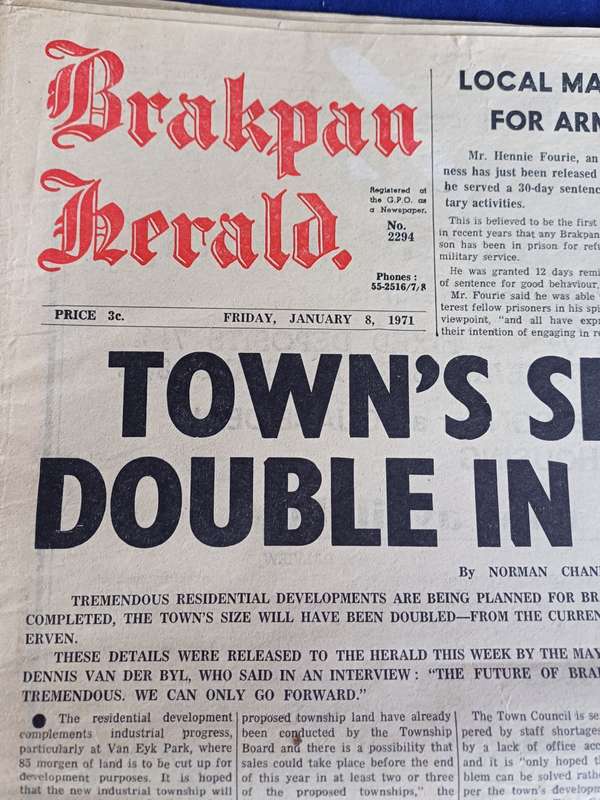 Brakpan
Herald.
Registered at
the G.P.O. as
a Newspaper.
No.
2294
Phones :
55-2516/7/8
PRICE 3c.
FRIDAY, JANUARY 8, 1971
LOCAL MA
FOR ARM
Mr. Hennie Fourie, an
ness has just been released
he served a 30-day sentenc
tary activities.
This is believed to be the first
in recent years that any Brakpan
son has been in prison for refu
military service.
He was granted 12 days remi
of sentence for good behaviour,
Mr. Fourie said he was able
terest fellow prisoners in his spi
viewpoint, "and all have expr
their intention of engaging in re
TOWN'S SI
DOUBLE IN
By NORMAN CHAN
TREMENDOUS RESIDENTIAL DEVELOPMENTS ARE BEING PLANNED FOR BRA
COMPLETED, THE TOWN'S SIZE WILL HAVE BEEN DOUBLED—FROM THE CURREN
ERVEN.
THESE DETAILS WERE RELEASED TO THE HERALD THIS WEEK BY THE MAY
DENNIS VAN DER BYL, WHO SAID IN AN INTERVIEW : "THE FUTURE OF BRA
TREMENDOUS. WE CAN ONLY GO FORWARD."
● The residential development
complements industrial progress,
particularly at Van Eyk Park, where
85 morgen of land is to be cut up for
development purposes. It is hoped
that the new industrial township will
proposed township land have already
been conducted by the Township
Board and there is a possibility that
sales could take place before the end
of this year in at least two or three
of the proposed townships," the
The Town Council is se
pered by staff shortages
by a lack of office acc
and it is "only hoped t
blem can be solved rath
per the town's developm